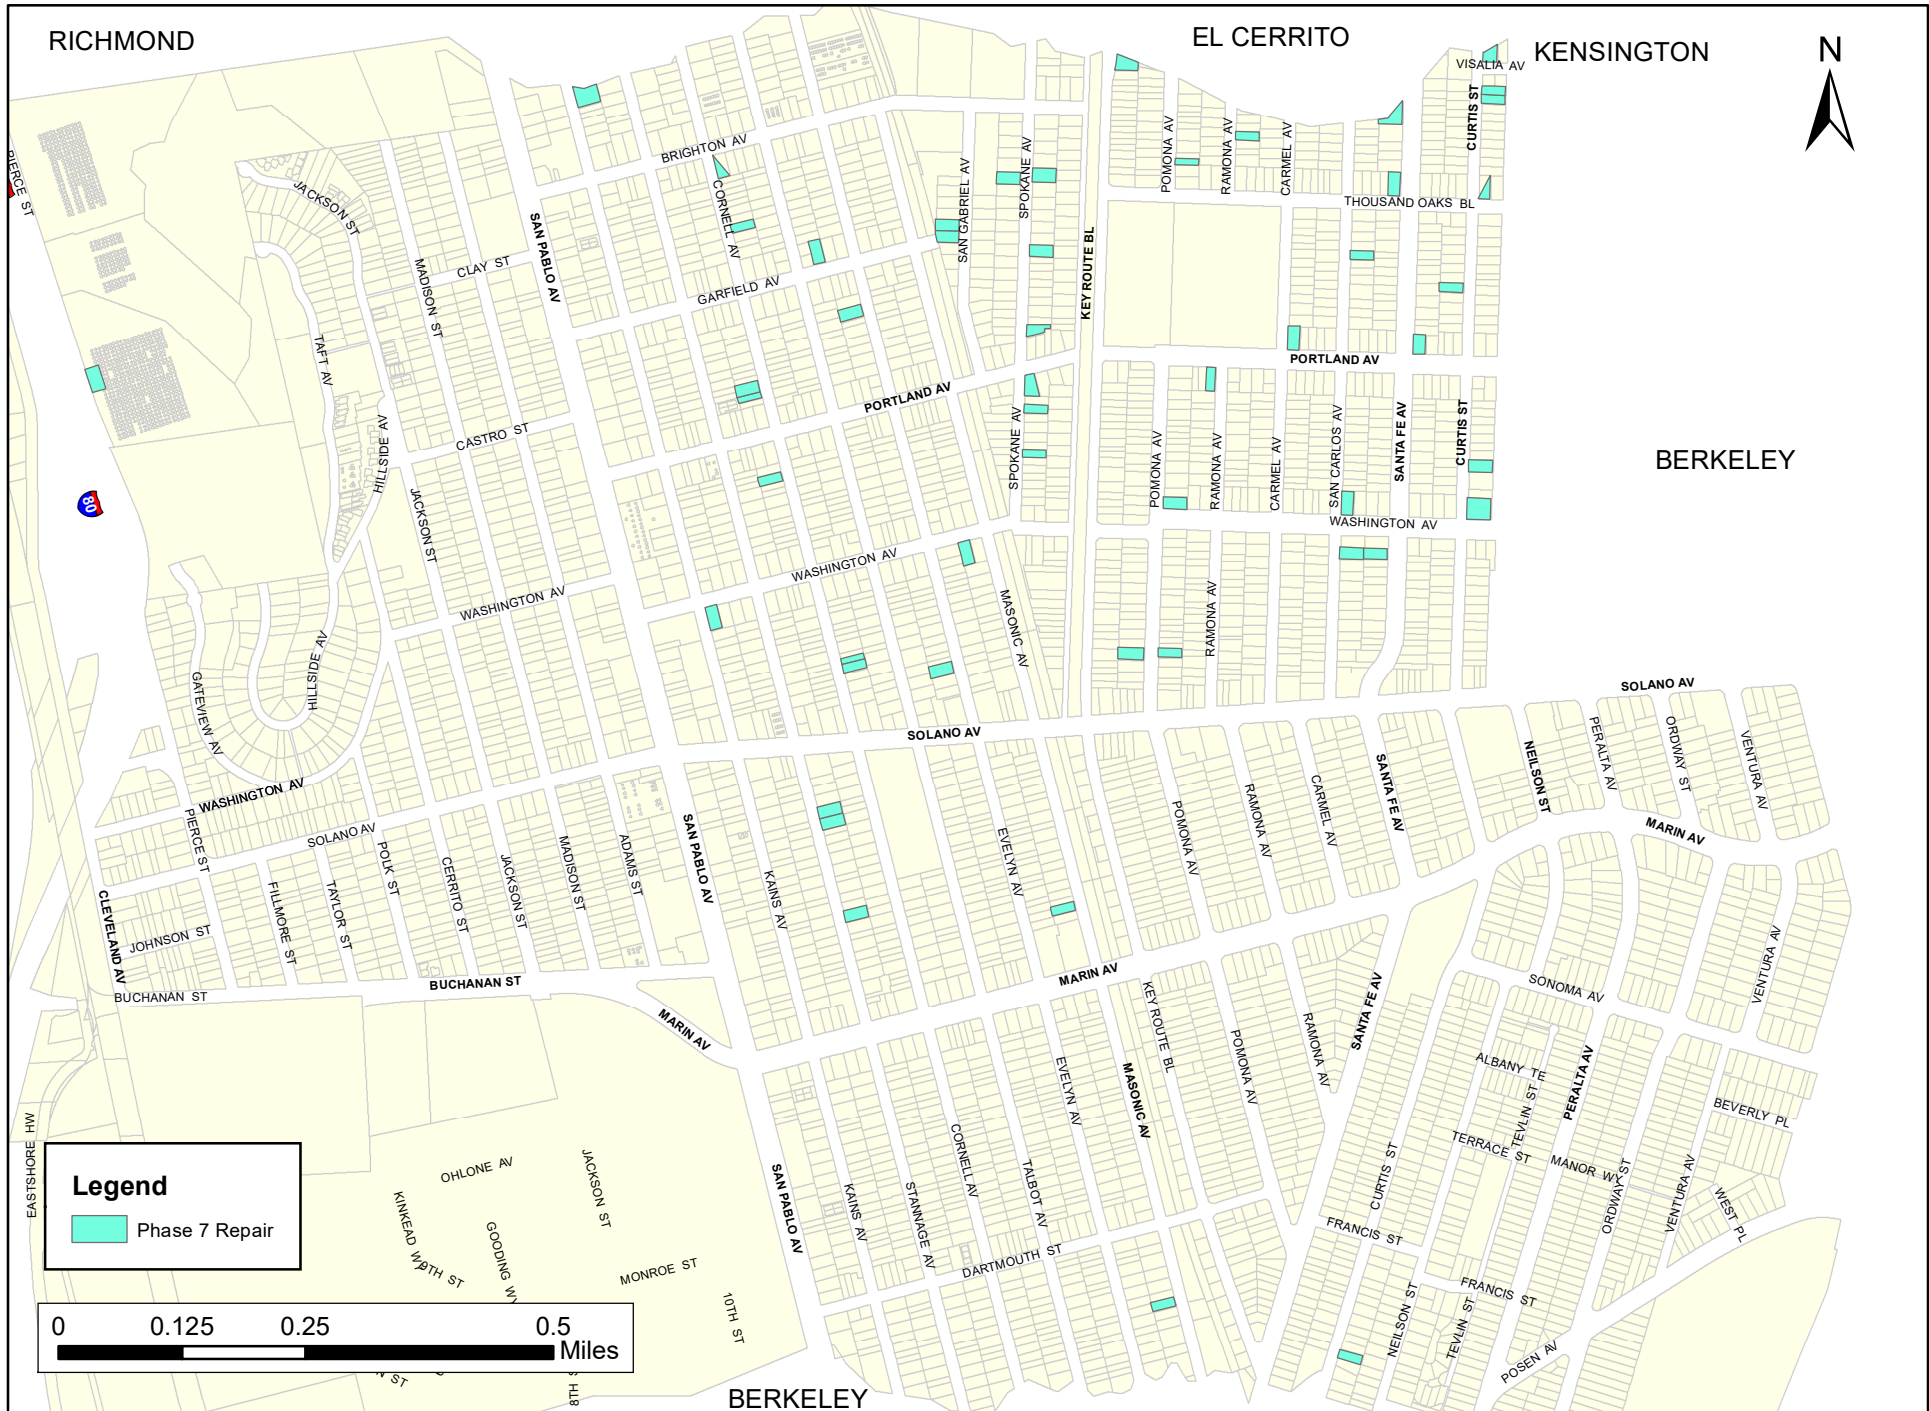 RICHMOND
EL CERRITO
KENSINGTON
N
VISALIA AV
CURTIS ST
PIERCE ST
BRIGHTON AV
POMONA AV
RAMONA AV
CARMEL AV
JACKSON ST
CORNELL AV
SAN GABRIEL AV
SPOKANE AV
THOUSAND OAKS BL
SAN PABLO AV
KEY ROUTE BL
MADISON ST
CLAY ST
GARFIELD AV
TAFT AV
PORTLAND AV
PORTLAND AV
HILLSIDE AV
CASTRO ST
SPOKANE AV
POMONA AV
RAMONA AV
CARMEL AV
SAN CARLOS AV
SANTA FE AV
CURTIS ST
BERKELEY
80
JACKSON ST
WASHINGTON AV
WASHINGTON AV
WASHINGTON AV
MASONIC AV
RAMONA AV
HILLSIDE AV
GATEVIEW AV
SOLANO AV
SOLANO AV
PERALTA AV
ORDWAY ST
VENTURA AV
NEILSON ST
WASHINGTON AV
PIERCE ST
SOLANO AV
POLK ST
CERRITO ST
JACKSON ST
MADISON ST
ADAMS ST
SAN PABLO AV
KAINS AV
EVELYN AV
POMONA AV
RAMONA AV
CARMEL AV
SANTA FE AV
MARIN AV
FILLMORE ST
TAYLOR ST
CLEVELAND AV
JOHNSON ST
BUCHANAN ST
BUCHANAN ST
MARIN AV
MARIN AV
KEY ROUTE BL
SANTA FE AV
SONOMA AV
VENTURA AV
POMONA AV
RAMONA AV
EVELYN AV
MASONIC AV
ALBANY TE
TEVLIN ST
PERALTA AV
BEVERLY PL
EASTSHORE HW
TERRACE ST
MANOR WY
CURTIS ST
ORDWAY ST
VENTURA AV
WEST PL
OHLONE AV
JACKSON ST
KINKEAD W
9TH ST
GOODING WY
MONROE ST
10TH ST
SAN PABLO AV
KAINS AV
STANNAGE AV
CORNELL AV
TALBOT AV
DARTMOUTH ST
FRANCIS ST
FRANCIS ST
NEILSON ST
TEVLIN ST
POSEN AV
Legend
Phase 7 Repair
0 0.125 0.25 0.5
Miles
8TH S
N ST
BERKELEY